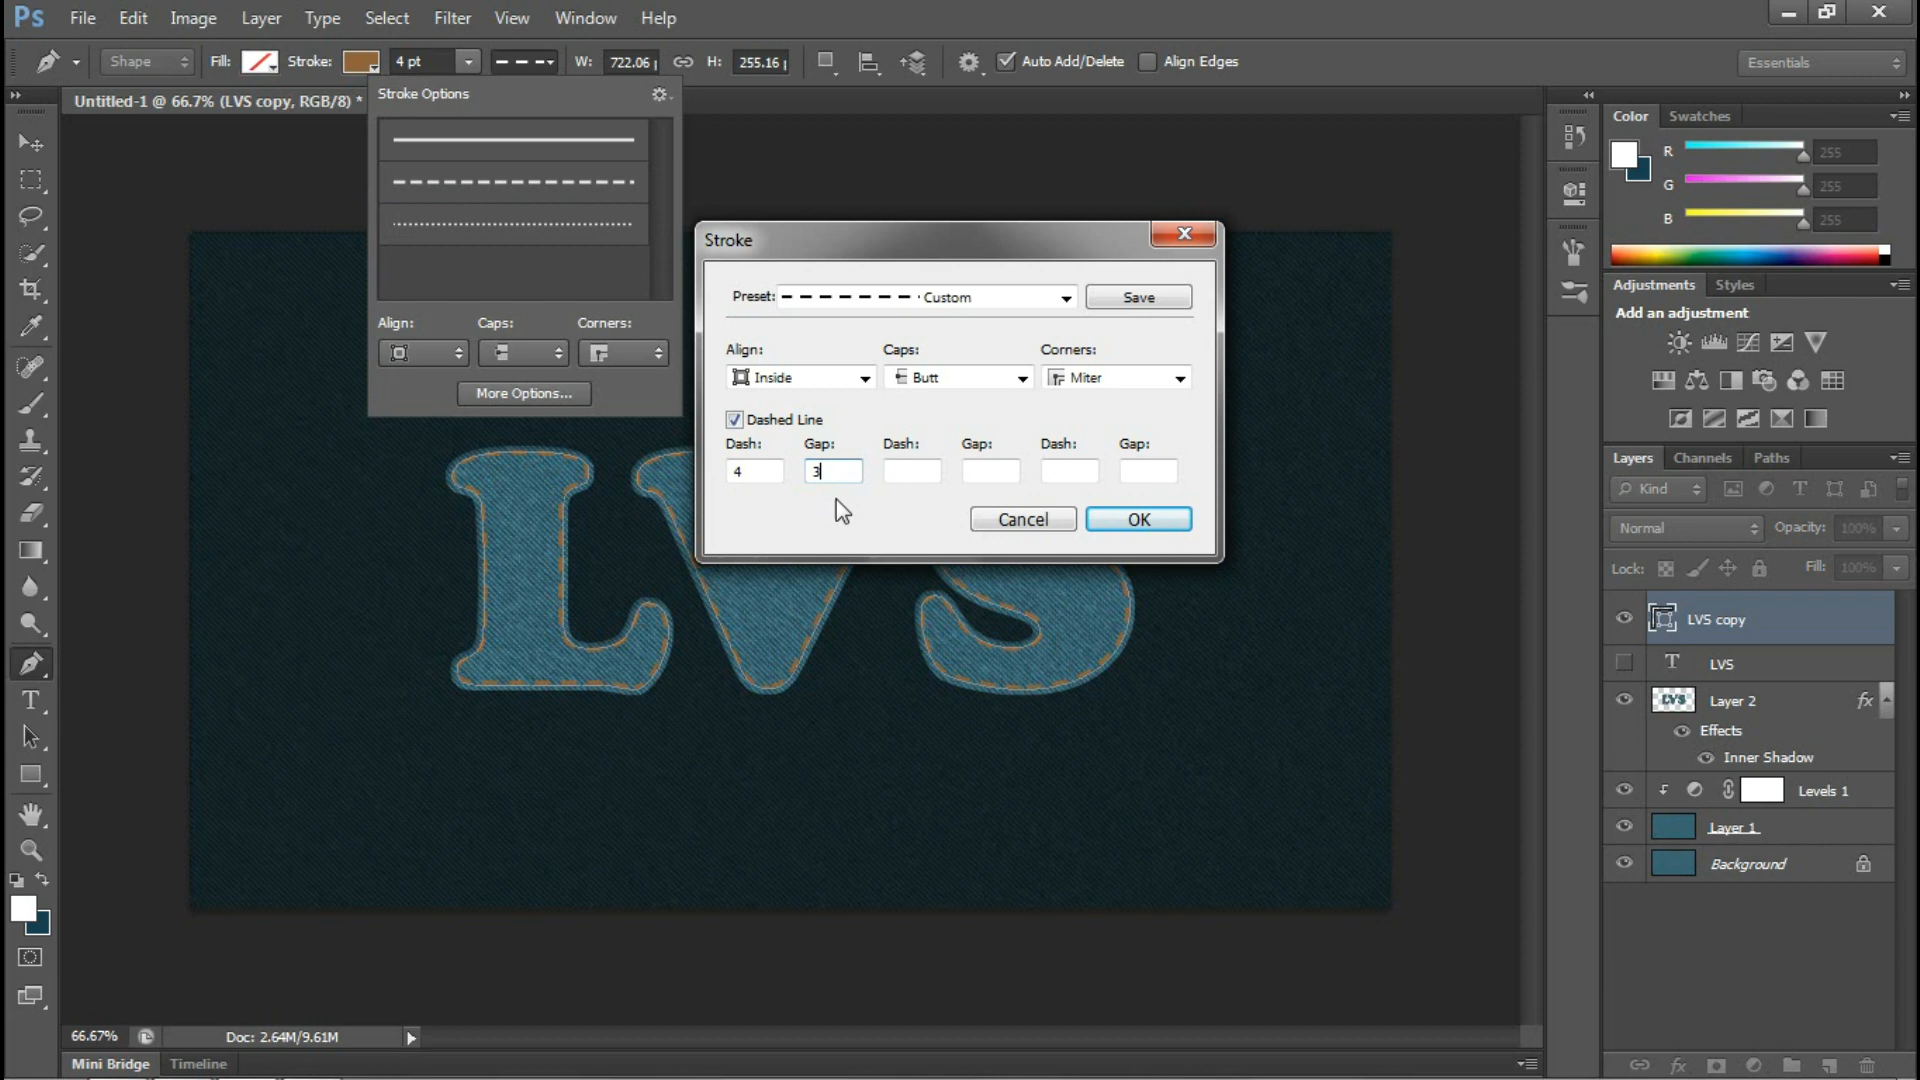 Ps File Edit Image Layer Type Select Filter View Window Help
Shape Fill: Stroke: 4 pt W: 722.06 H: 255.16 Auto Add/Delete Align Edges Essentials
Untitled-1 @ 66.7% (LVS copy, RGB/8) *
Stroke Options
Align: Caps: Corners:
More Options...
Stroke
Preset: Custom Save
Align: Caps: Corners:
Inside Butt Miter
Dashed Line
Dash: Gap: Dash: Gap: Dash: Gap:
4 3
Cancel OK
LVS
Color Swatches
R 255
G 255
B 255
Adjustments Styles
Add an adjustment
Layers Channels Paths
Kind
Normal Opacity: 100%
Lock: Fill: 100%
LVS copy
T LVS
LVS Layer 2 fx
Effects
Inner Shadow
Levels 1
Layer 1
Background
66.67% Doc: 2.64M/9.61M
Mini Bridge Timeline